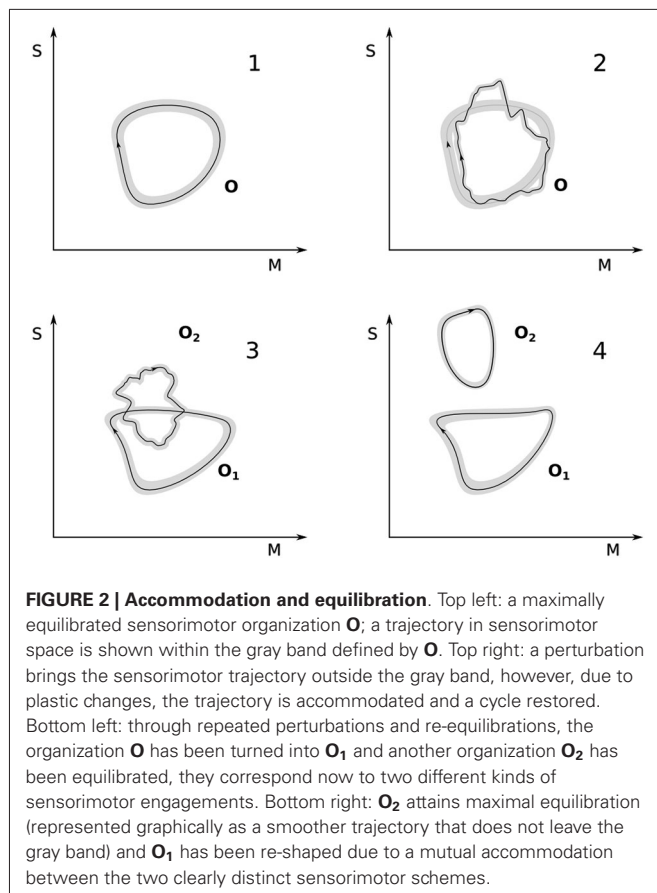 S
1
O
M
2
O
M
S
O2
3
O1
M
S
O2
4
O1
M
FIGURE 2 | Accommodation and equilibration. Top left: a maximally
equilibrated sensorimotor organization O; a trajectory in sensorimotor
space is shown within the gray band defined by O. Top right: a perturbation
brings the sensorimotor trajectory outside the gray band, however, due to
plastic changes, the trajectory is accommodated and a cycle restored.
Bottom left: through repeated perturbations and re-equilibrations, the
organization O has been turned into O1 and another organization O2 has
been equilibrated, they correspond now to two different kinds of
sensorimotor engagements. Bottom right: O2 attains maximal equilibration
(represented graphically as a smoother trajectory that does not leave the
gray band) and O1 has been re-shaped due to a mutual accommodation
between the two clearly distinct sensorimotor schemes.